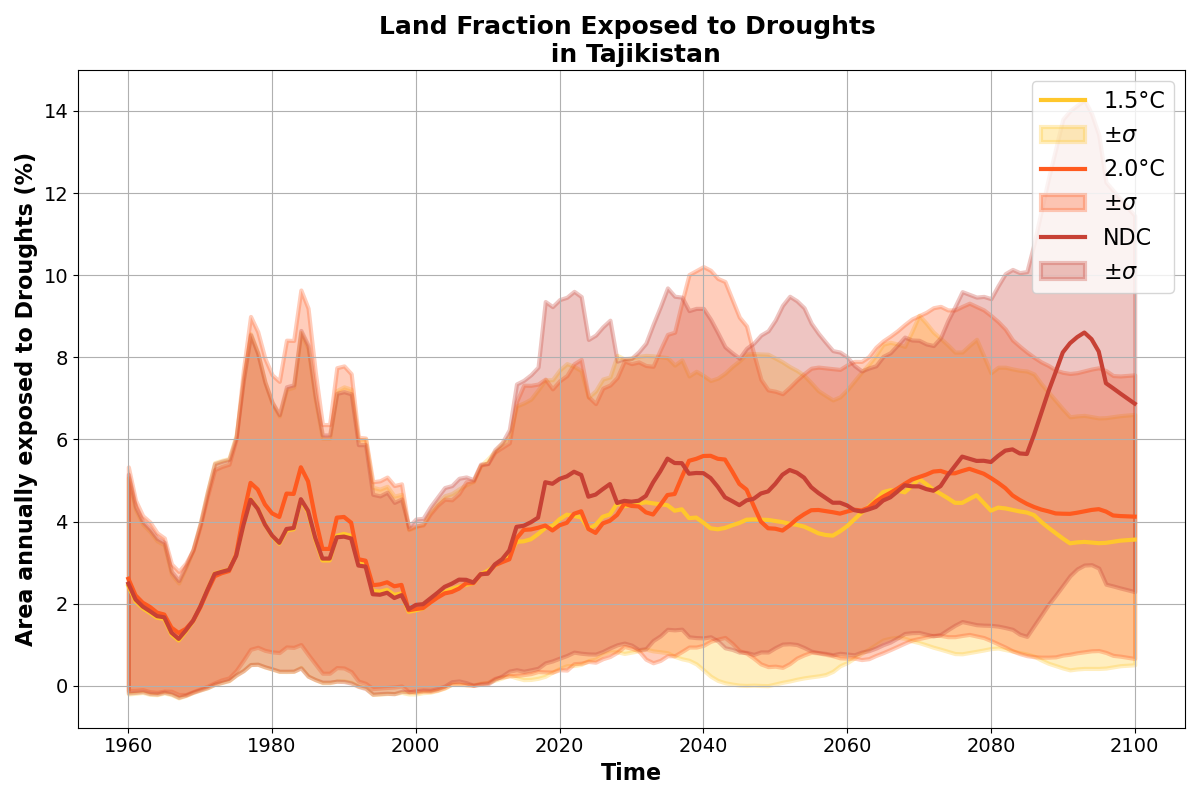 Land Fraction Exposed to Droughts
in Tajikistan
Area annually exposed to Droughts (%)
14
12
10
8
6
4
2
0
1960
1980
2000
2020
2040
2060
2080
2100
Time
1.5°C
±σ
2.0°C
±σ
NDC
±σ